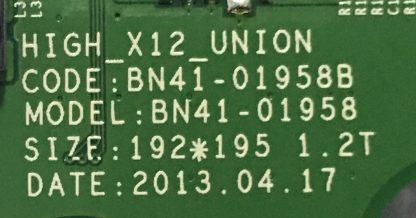 HIGH_X12_UNION
CODE:BN41-01958B
MODEL:BN41-01958
SIZE:192*195 1.2T
DATE:2013.04.17